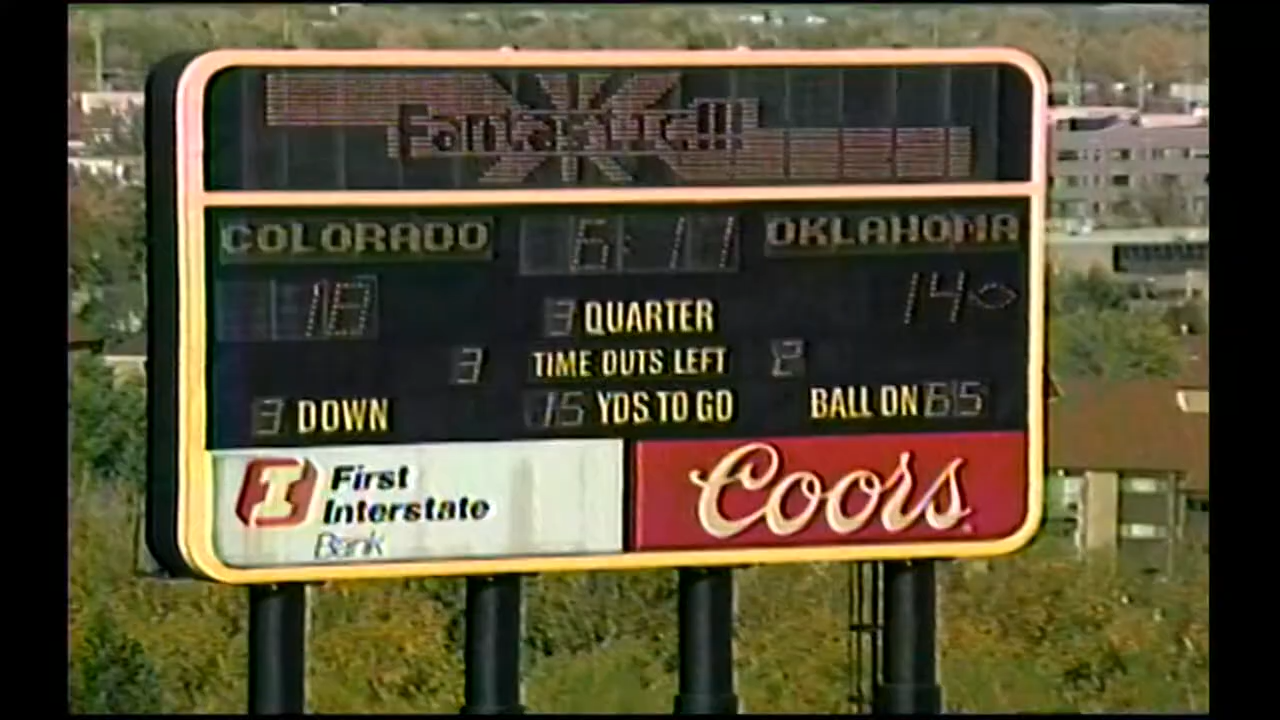 Fantastic!!!
COLORADO 6:11 OKLAHOMA
18 14
3 QUARTER
3 TIME OUTS LEFT 2
3 DOWN 15 YDS TO GO BALL ON 65
First
Interstate
Bank
Coors